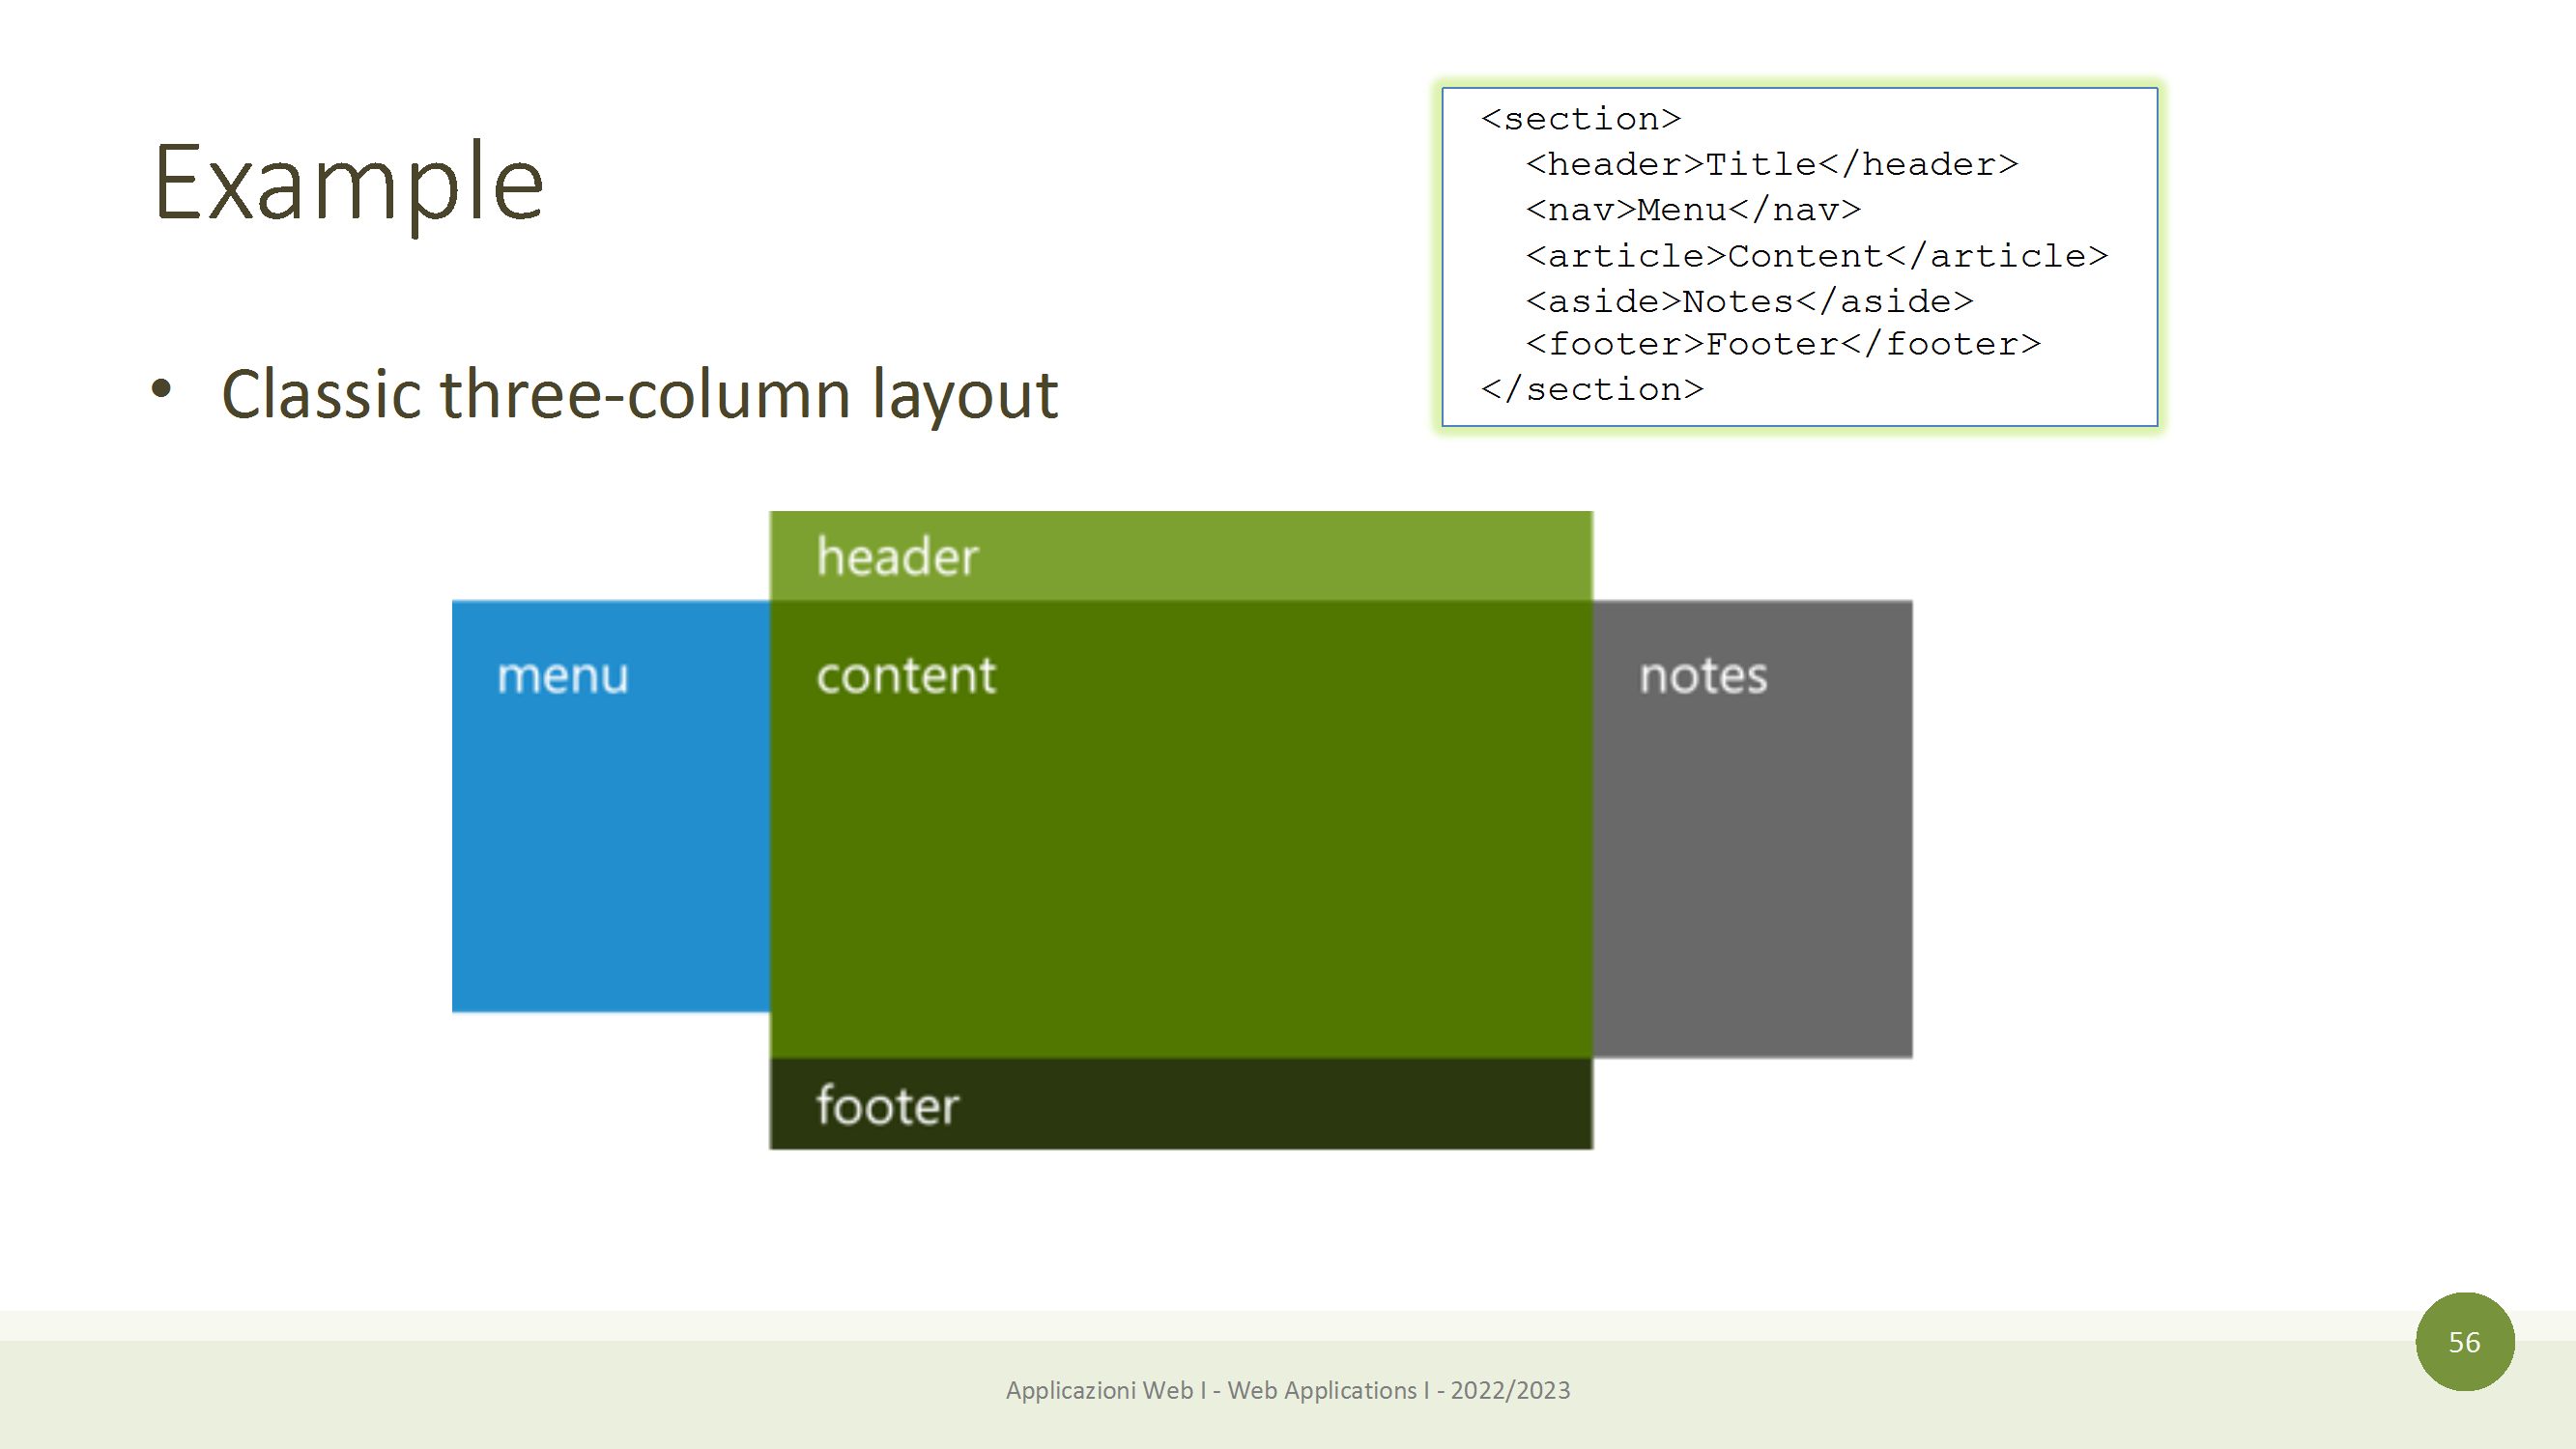 Example
<section>
<header>Title</header>
<nav>Menu</nav>
<article>Content</article>
<aside>Notes</aside>
<footer>Footer</footer>
</section>
• Classic three-column layout
header
menu
content
notes
footer
56
Applicazioni Web I - Web Applications I - 2022/2023